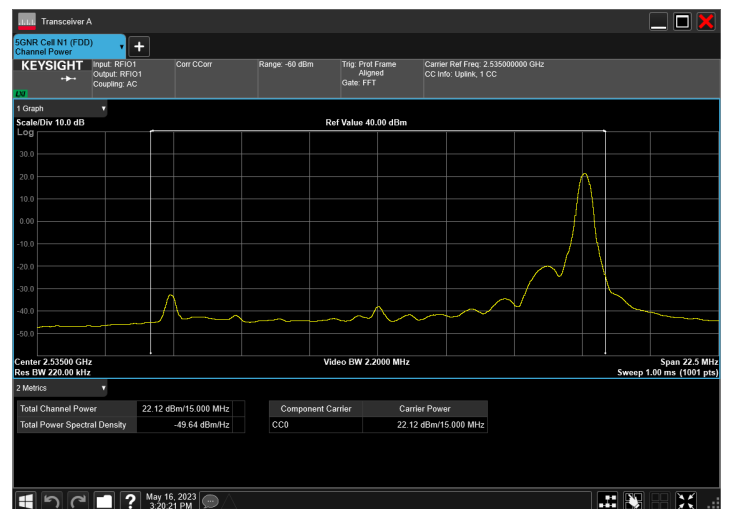 Transceiver A
5GNR Cell N1 (FDD)
Channel Power
KEYSIGHT
LXI
Input: RFIO1
Output: RFIO1
Coupling: AC
Corr CCorr
Range: -60 dBm
Trig: Prot Frame
Aligned
Gate: FFT
Carrier Ref Freq: 2.535000000 GHz
CC Info: Uplink, 1 CC
1 Graph
Scale/Div 10.0 dB
Ref Value 40.00 dBm
Log
30.0
20.0
10.0
0.00
-10.0
-20.0
-30.0
-40.0
-50.0
Center 2.53500 GHz
Video BW 2.2000 MHz
Span 22.5 MHz
Res BW 220.00 kHz
Sweep 1.00 ms (1001 pts)
2 Metrics
Total Channel Power 22.12 dBm/15.000 MHz
Total Power Spectral Density -49.64 dBm/Hz
Component Carrier Carrier Power
CC0 22.12 dBm/15.000 MHz
May 16, 2023
3:20:21 PM